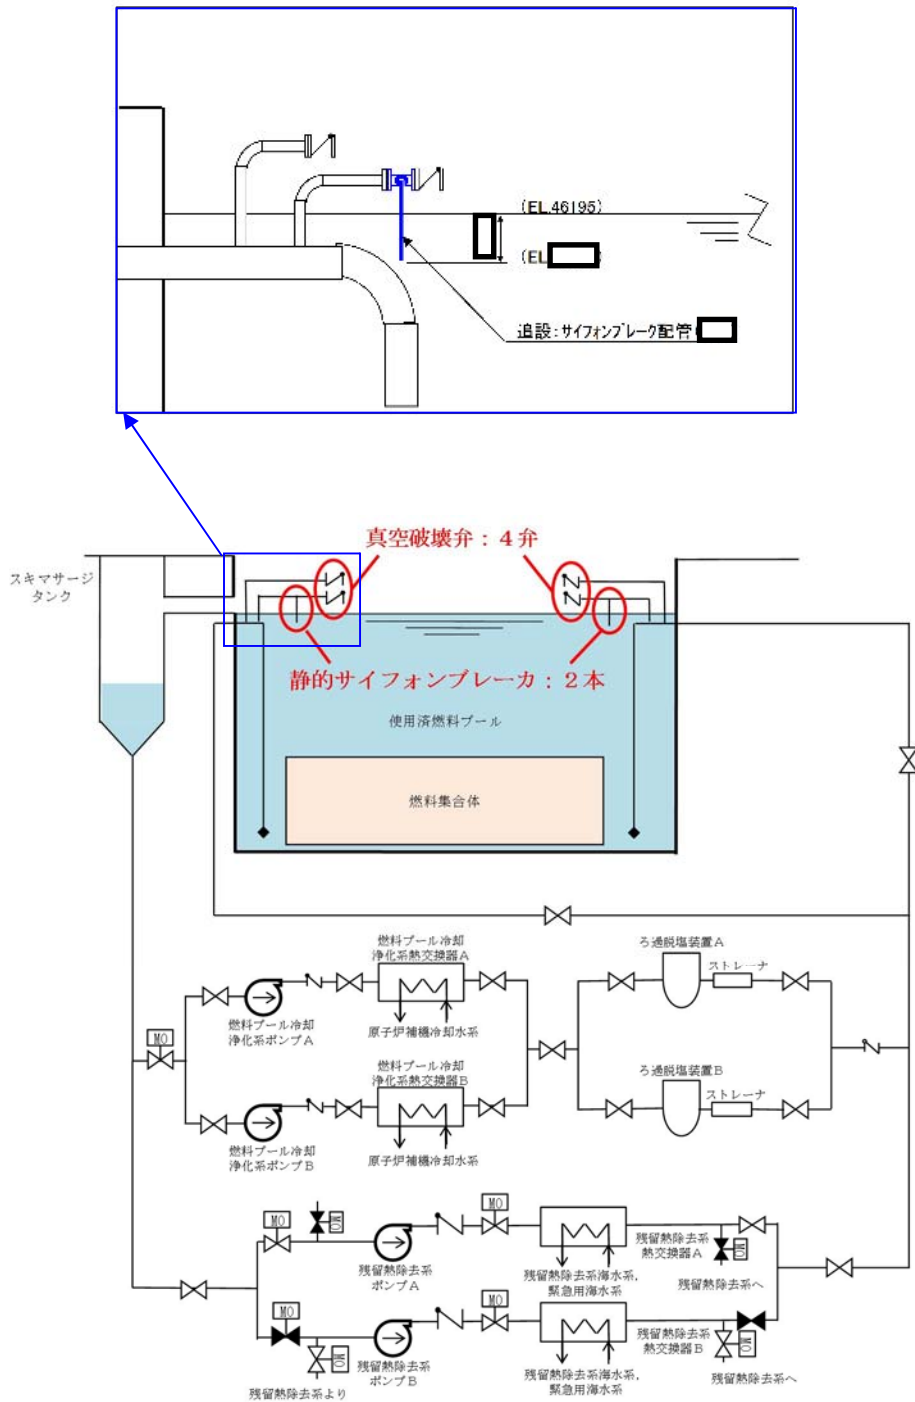 (EL.46195)
(EL
追設:サイフォンブレーク配管(
真空破壊弁:4弁
スキマサージ
タンク
静的サイフォンブレーカ:2本
使用済燃料プール
燃料集合体
燃料プール冷却
浄化系熱交換器A
ろ過脱塩装置A
ストレーナ
MO
燃料プール冷却
浄化系ポンプA
原子炉補機冷却水系
燃料プール冷却
浄化系熱交換器B
ろ過脱塩装置B
ストレーナ
燃料プール冷却
浄化系ポンプB
原子炉補機冷却水系
MO
MO
MO
残留熱除去系
ポンプA
残留熱除去系海水系,
緊急用海水系
残留熱除去系
熱交換器A
MO
残留熱除去系へ
MO
MO
MO
残留熱除去系より
残留熱除去系
ポンプB
残留熱除去系海水系,
緊急用海水系
残留熱除去系
熱交換器B
MO
残留熱除去系へ